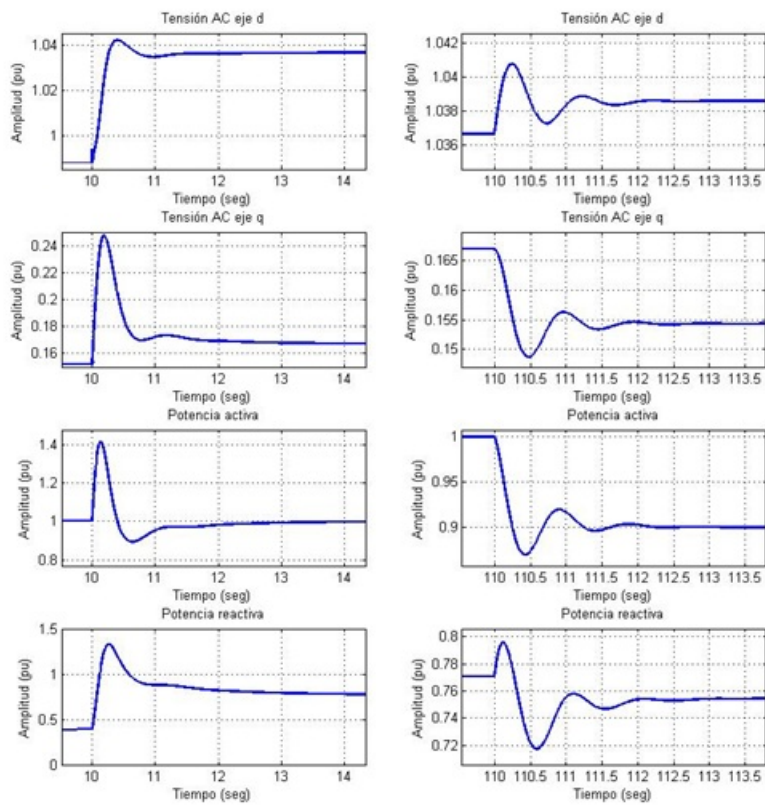 Tensión AC eje d
Amplitud (pu)
1.04
1.02
1
10 11 12 13 14
Tiempo (seg)
Tensión AC eje d
Amplitud (pu)
1.042
1.04
1.038
1.036
110 110.5 111 111.5 112 112.5 113 113.5
Tiempo (seg)
Tensión AC eje q
Amplitud (pu)
0.24
0.22
0.2
0.18
0.16
10 11 12 13 14
Tiempo (seg)
Tensión AC eje q
Amplitud (pu)
0.165
0.16
0.155
0.15
110 110.5 111 111.5 112 112.5 113 113.5
Tiempo (seg)
Potencia activa
Amplitud (pu)
1.4
1.2
1
0.8
10 11 12 13 14
Tiempo (seg)
Potencia activa
Amplitud (pu)
1
0.95
0.9
110 110.5 111 111.5 112 112.5 113 113.5
Tiempo (seg)
Potencia reactiva
Amplitud (pu)
1.5
1
0.5
0
10 11 12 13 14
Tiempo (seg)
Potencia reactiva
Amplitud (pu)
0.8
0.78
0.76
0.74
0.72
110 110.5 111 111.5 112 112.5 113 113.5
Tiempo (seg)